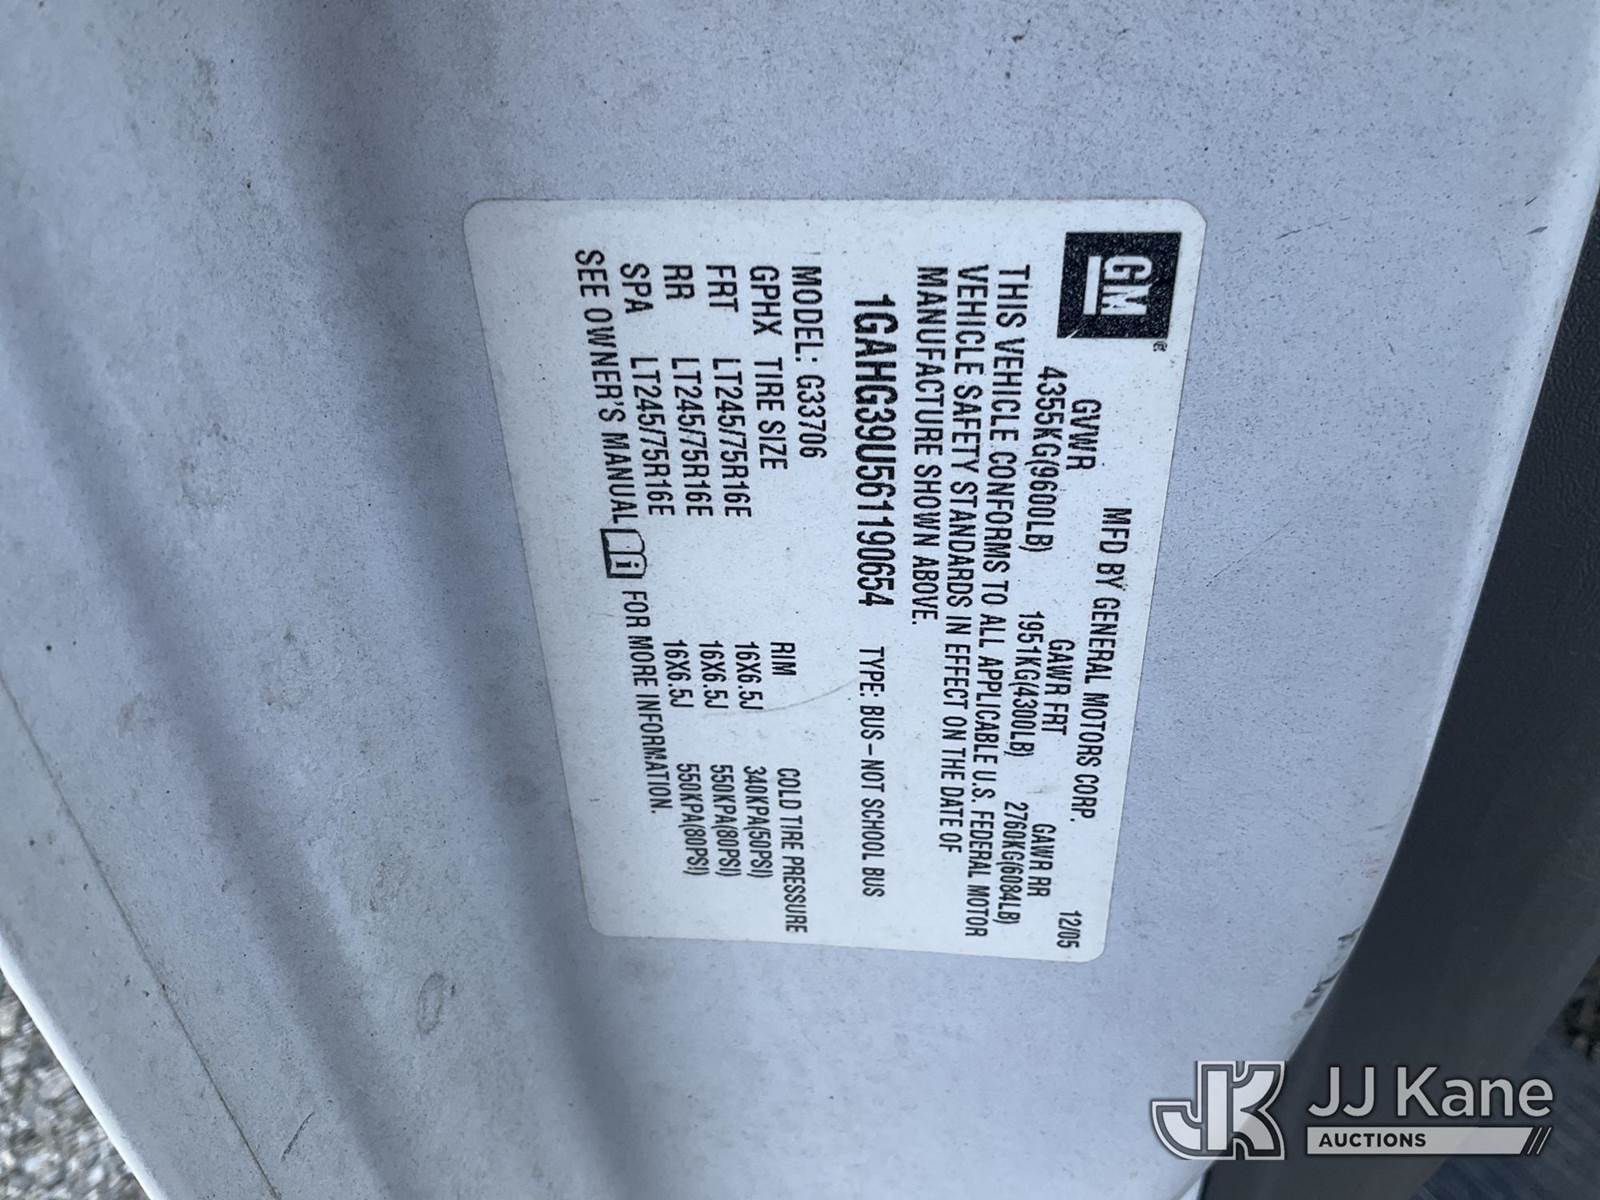 GM®
MFD BY GENERAL MOTORS CORP. 12/05
GVWR GAWR FRT GAWR RR
4355KG(9600LB) 1951KG(4300LB) 2760KG(6084LB)
THIS VEHICLE CONFORMS TO ALL APPLICABLE U.S. FEDERAL MOTOR
VEHICLE SAFETY STANDARDS IN EFFECT ON THE DATE OF
MANUFACTURE SHOWN ABOVE.
1GAHG39U561190654 TYPE: BUS – NOT SCHOOL BUS
MODEL: G33706
GPHX TIRE SIZE RIM COLD TIRE PRESSURE
FRT LT245/75R16E 16X6.5J 340KPA(50PSI)
RR LT245/75R16E 16X6.5J 550KPA(80PSI)
SPA LT245/75R16E 16X6.5J 550KPA(80PSI)
SEE OWNER'S MANUAL i FOR MORE INFORMATION.
JK JJ Kane
AUCTIONS